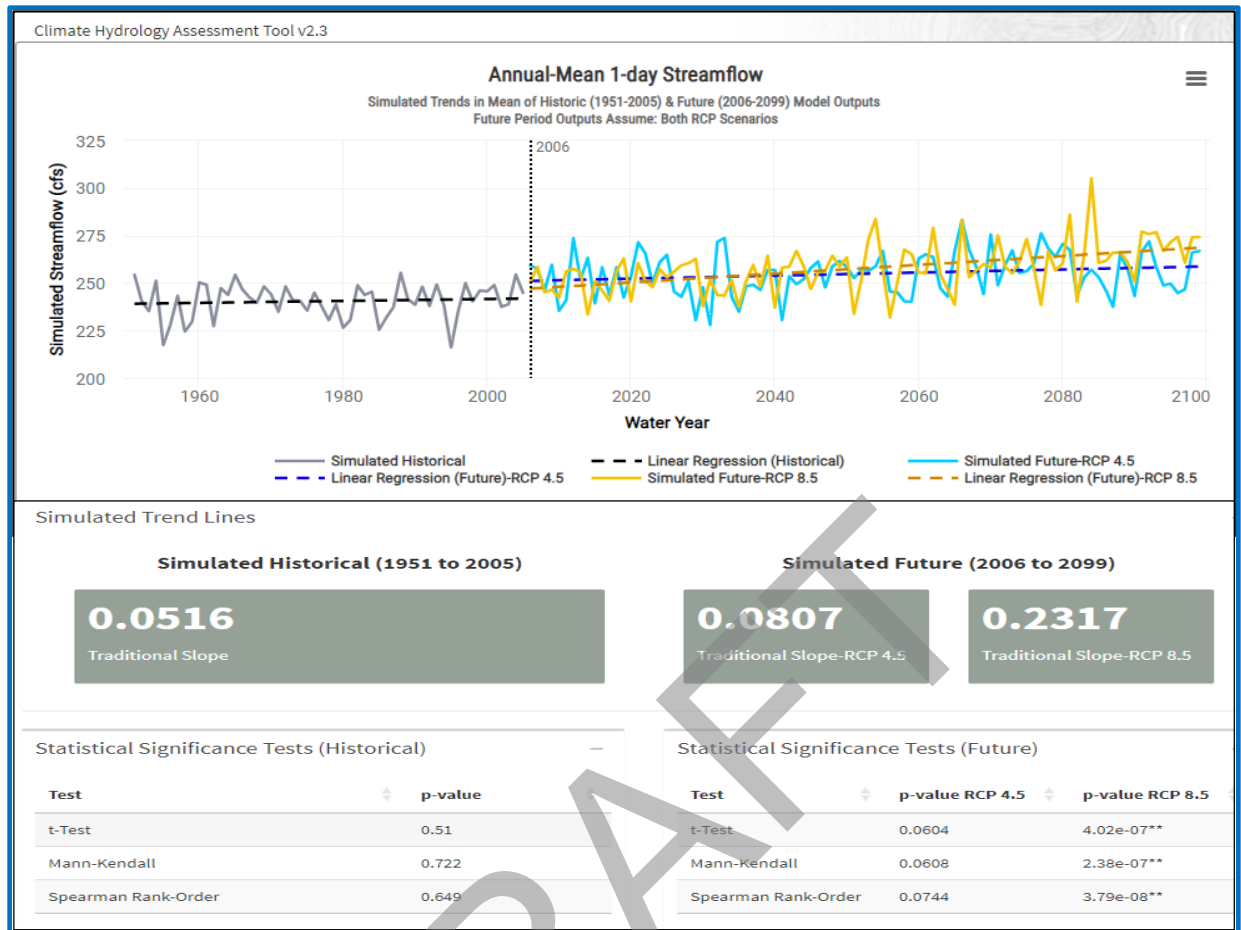 Climate Hydrology Assessment Tool v2.3
Annual-Mean 1-day Streamflow
Simulated Trends in Mean of Historic (1951-2005) & Future (2006-2099) Model Outputs
Future Period Outputs Assume: Both RCP Scenarios
Simulated Streamflow (cfs)
325
300
275
250
225
200
2006
1960 1980 2000 2020 2040 2060 2080 2100
Water Year
Simulated Historical Linear Regression (Historical) Simulated Future-RCP 4.5
Linear Regression (Future)-RCP 4.5 Simulated Future-RCP 8.5 Linear Regression (Future)-RCP 8.5
Simulated Trend Lines
Simulated Historical (1951 to 2005) Simulated Future (2006 to 2099)
0.0516 0.0807 0.2317
Traditional Slope Traditional Slope-RCP 4.5 Traditional Slope-RCP 8.5
Statistical Significance Tests (Historical) Statistical Significance Tests (Future)
Test p-value Test p-value RCP 4.5 p-value RCP 8.5
t-Test 0.51 t-Test 0.0604 4.02e-07**
Mann-Kendall 0.722 Mann-Kendall 0.0608 2.38e-07**
Spearman Rank-Order 0.649 Spearman Rank-Order 0.0744 3.79e-08**
DRAFT